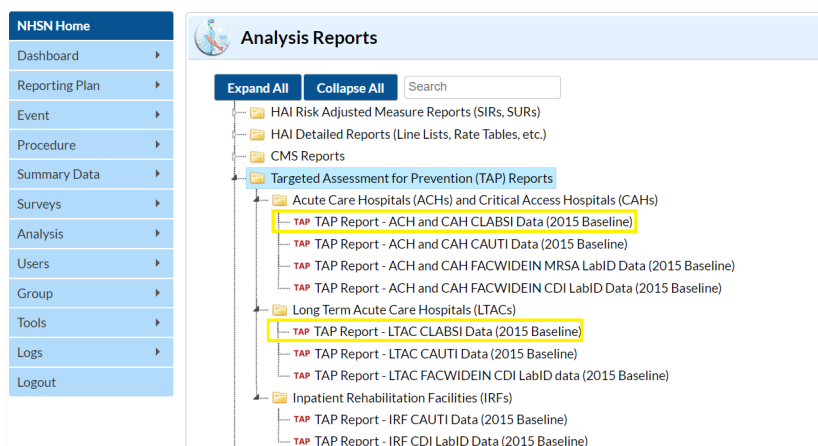 NHSN Home
Dashboard
Reporting Plan
Event
Procedure
Summary Data
Surveys
Analysis
Users
Group
Tools
Logs
Logout
Analysis Reports
Expand All
Collapse All
Search
HAI Risk Adjusted Measure Reports (SIRs, SURs)
HAI Detailed Reports (Line Lists, Rate Tables, etc.)
CMS Reports
Targeted Assessment for Prevention (TAP) Reports
Acute Care Hospitals (ACHs) and Critical Access Hospitals (CAHs)
TAP TAP Report - ACH and CAH CLABSI Data (2015 Baseline)
TAP TAP Report - ACH and CAH CAUTI Data (2015 Baseline)
TAP TAP Report - ACH and CAH FACWIDEIN MRSA LabID Data (2015 Baseline)
TAP TAP Report - ACH and CAH FACWIDEIN CDI LabID Data (2015 Baseline)
Long Term Acute Care Hospitals (LTACs)
TAP TAP Report - LTAC CLABSI Data (2015 Baseline)
TAP TAP Report - LTAC CAUTI Data (2015 Baseline)
TAP TAP Report - LTAC FACWIDEIN CDI LabID data (2015 Baseline)
Inpatient Rehabilitation Facilities (IRFs)
TAP TAP Report - IRF CAUTI Data (2015 Baseline)
TAP TAP Report - IRF CDI LabID Data (2015 Baseline)